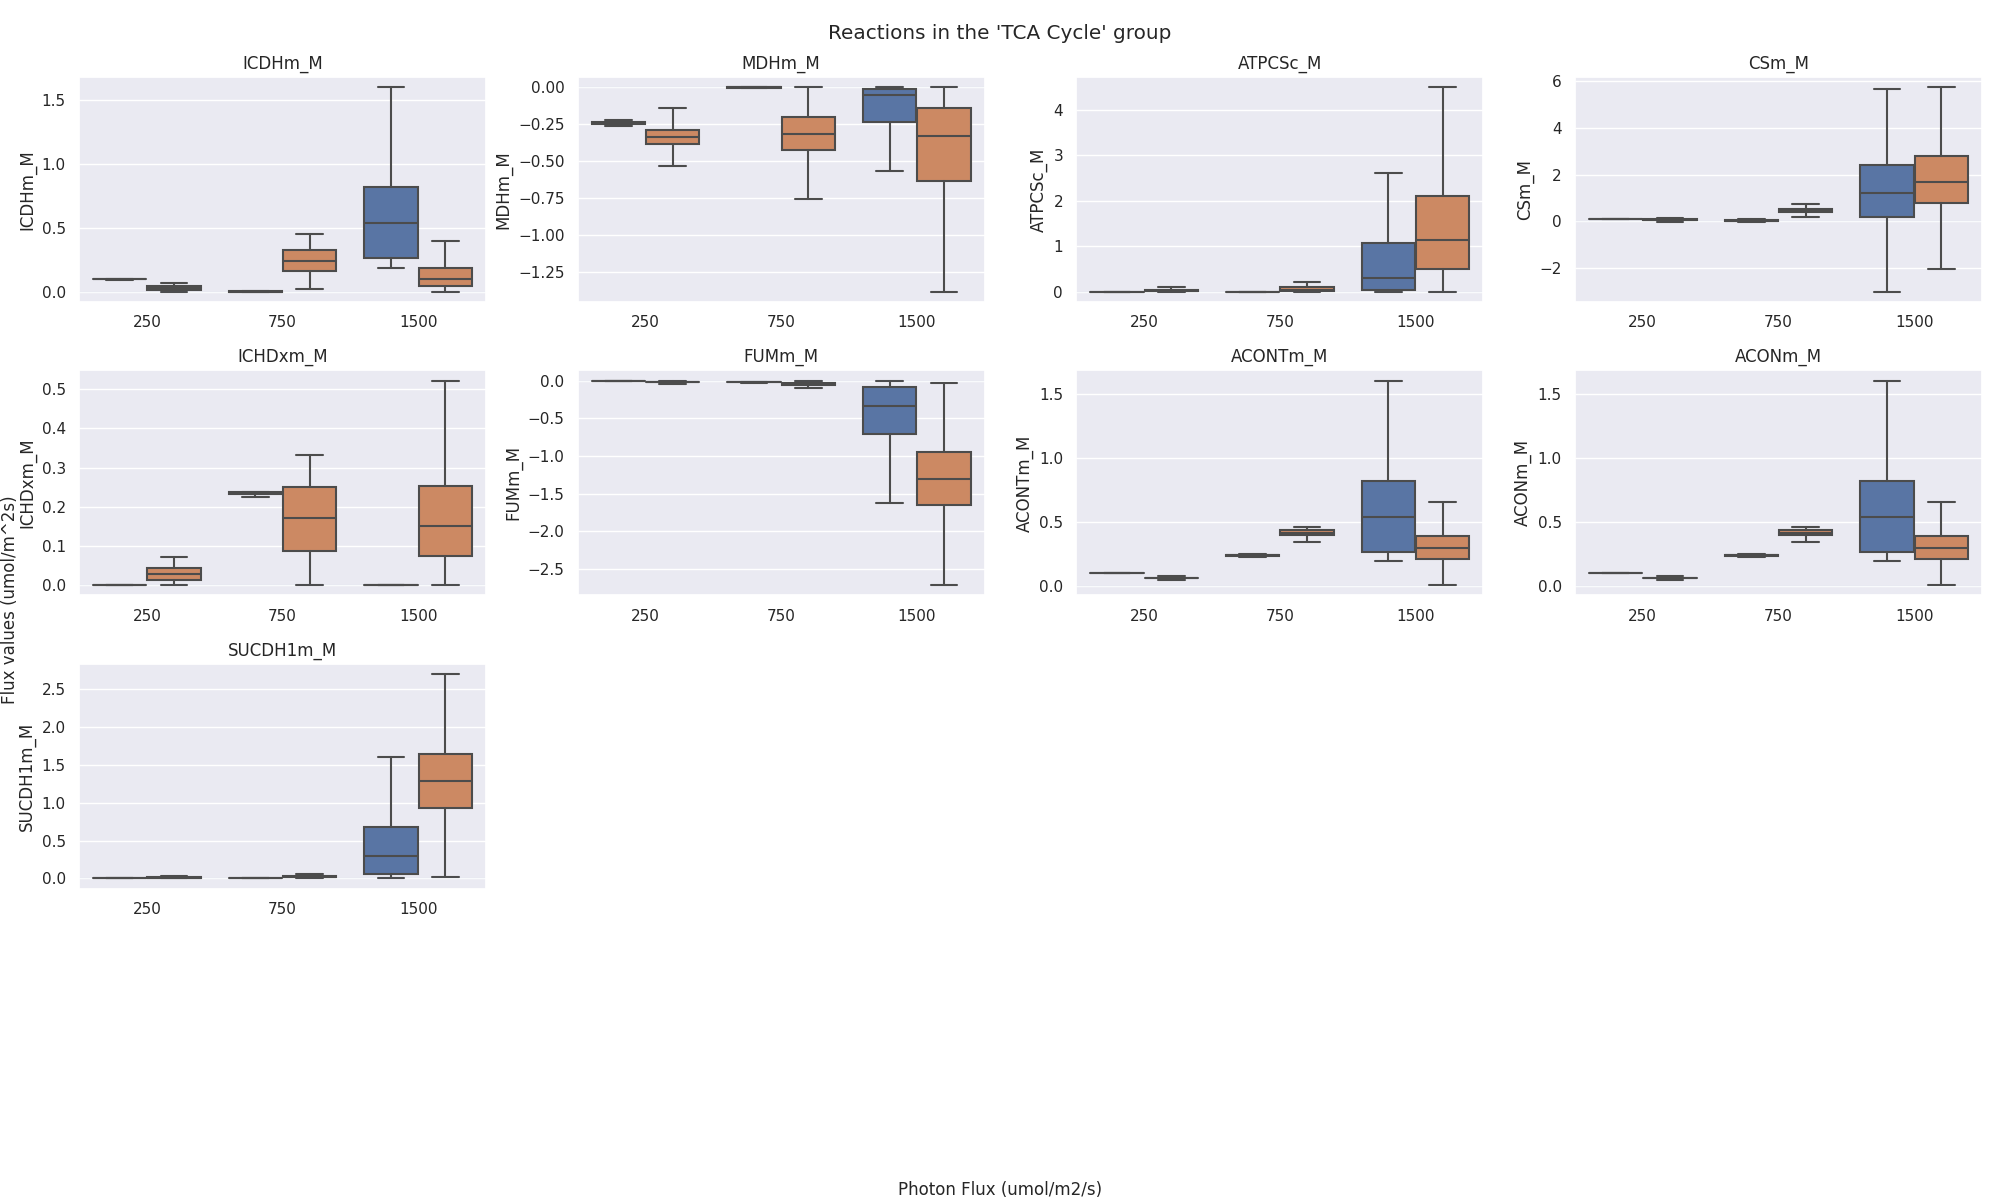 Reactions in the 'TCA Cycle' group
ICDHm_M
ICDHm_M
1.5
1.0
0.5
0.0
250 750 1500
MDHm_M
MDHm_M
0.00
−0.25
−0.50
−0.75
−1.00
−1.25
250 750 1500
ATPCSc_M
ATPCSc_M
4
3
2
1
0
250 750 1500
CSm_M
CSm_M
6
4
2
0
−2
250 750 1500
ICHDxm_M
ICHDxm_M
0.5
0.4
0.3
0.2
0.1
0.0
250 750 1500
FUMm_M
FUMm_M
0.0
−0.5
−1.0
−1.5
−2.0
−2.5
250 750 1500
ACONTm_M
ACONTm_M
1.5
1.0
0.5
0.0
250 750 1500
ACONm_M
ACONm_M
1.5
1.0
0.5
0.0
250 750 1500
SUCDH1m_M
SUCDH1m_M
2.5
2.0
1.5
1.0
0.5
0.0
250 750 1500
Flux values (umol/m^2s)
Photon Flux (umol/m2/s)